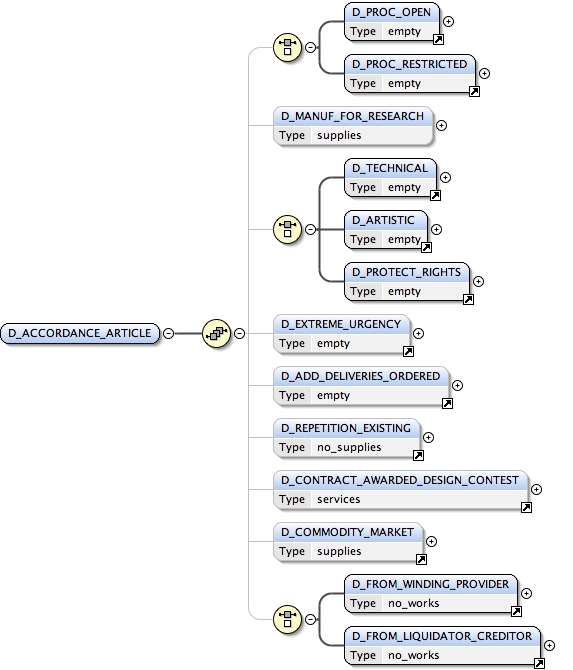 D_PROC_OPEN
Type empty
D_PROC_RESTRICTED
Type empty
D_MANUF_FOR_RESEARCH
Type supplies
D_TECHNICAL
Type empty
D_ARTISTIC
Type empty
D_PROTECT_RIGHTS
Type empty
D_ACCORDANCE_ARTICLE
D_EXTREME_URGENCY
Type empty
D_ADD_DELIVERIES_ORDERED
Type empty
D_REPETITION_EXISTING
Type no_supplies
D_CONTRACT_AWARDED_DESIGN_CONTEST
Type services
D_COMMODITY_MARKET
Type supplies
D_FROM_WINDING_PROVIDER
Type no_works
D_FROM_LIQUIDATOR_CREDITOR
Type no_works